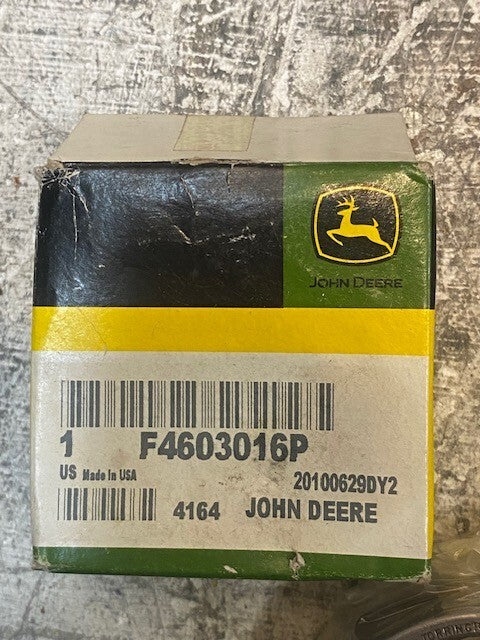 JOHN DEERE
1 F4603016P
US Made In USA 20100629DY2
4164 JOHN DEERE